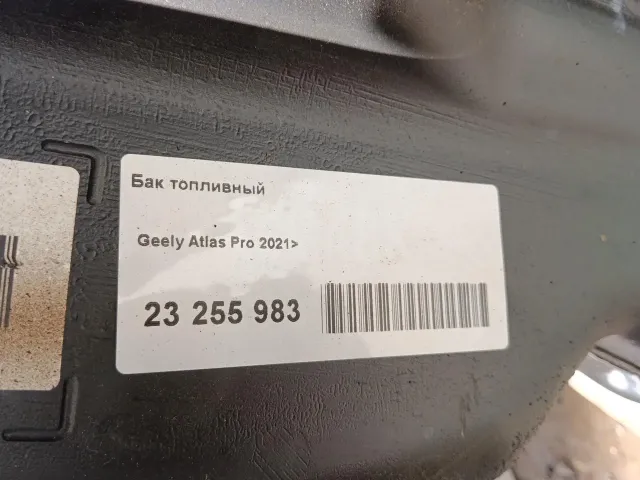 Бак топливный
Geely Atlas Pro 2021>
23 255 983